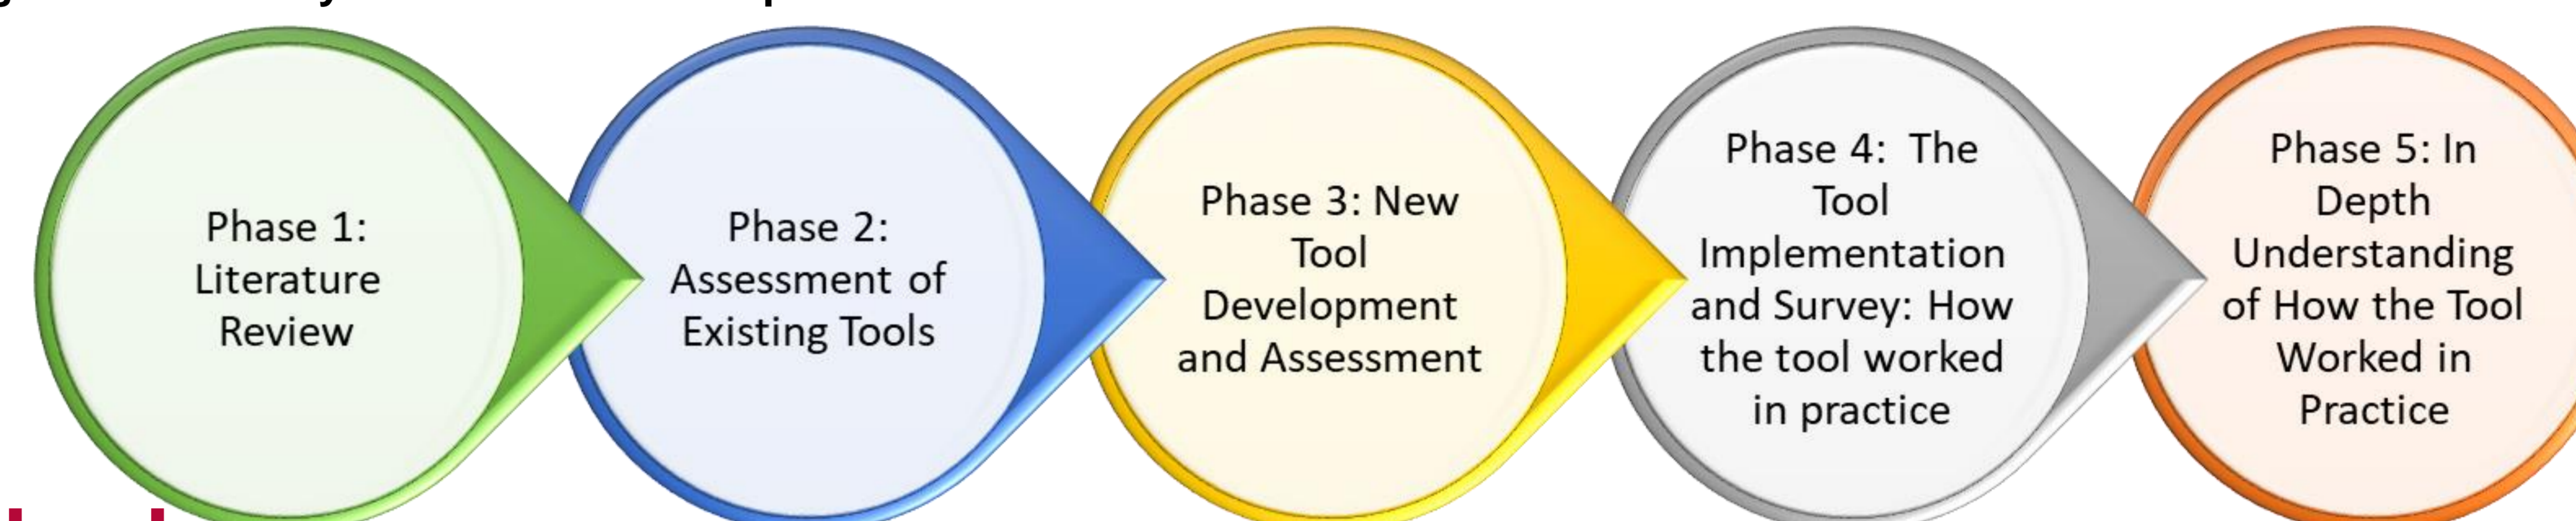 Phase 1:
Literature
Review
Phase 2:
Assessment of
Existing Tools
Phase 3: New
Tool
Development
and Assessment
Phase 4:  The
Tool
Implementation
and Survey: How
the tool worked
in practice
Phase 5: In
Depth
Understanding
of How the Tool
Worked in
Practice